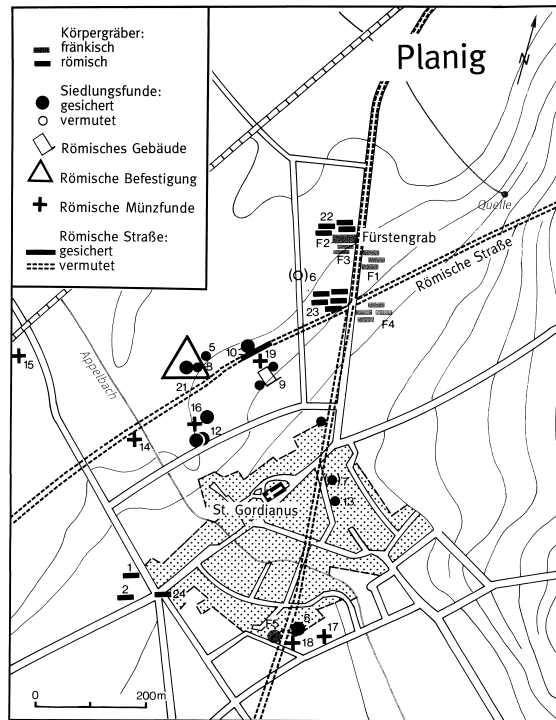 Planig
N
Körpergräber:
fränkisch
römisch
Siedlungsfunde:
gesichert
vermutet
Römisches Gebäude
Römische Befestigung
Römische Münzfunde
Römische Straße:
gesichert
vermutet
Quelle
22
F2
Fürstengrab
F3
F1
Römische Straße
(o)6
23
F4
5
10
19
15
Appelbach
8
21
9
16
12
14
7
13
St. Gordianus
1
2
24
F5
17
18
0 200m